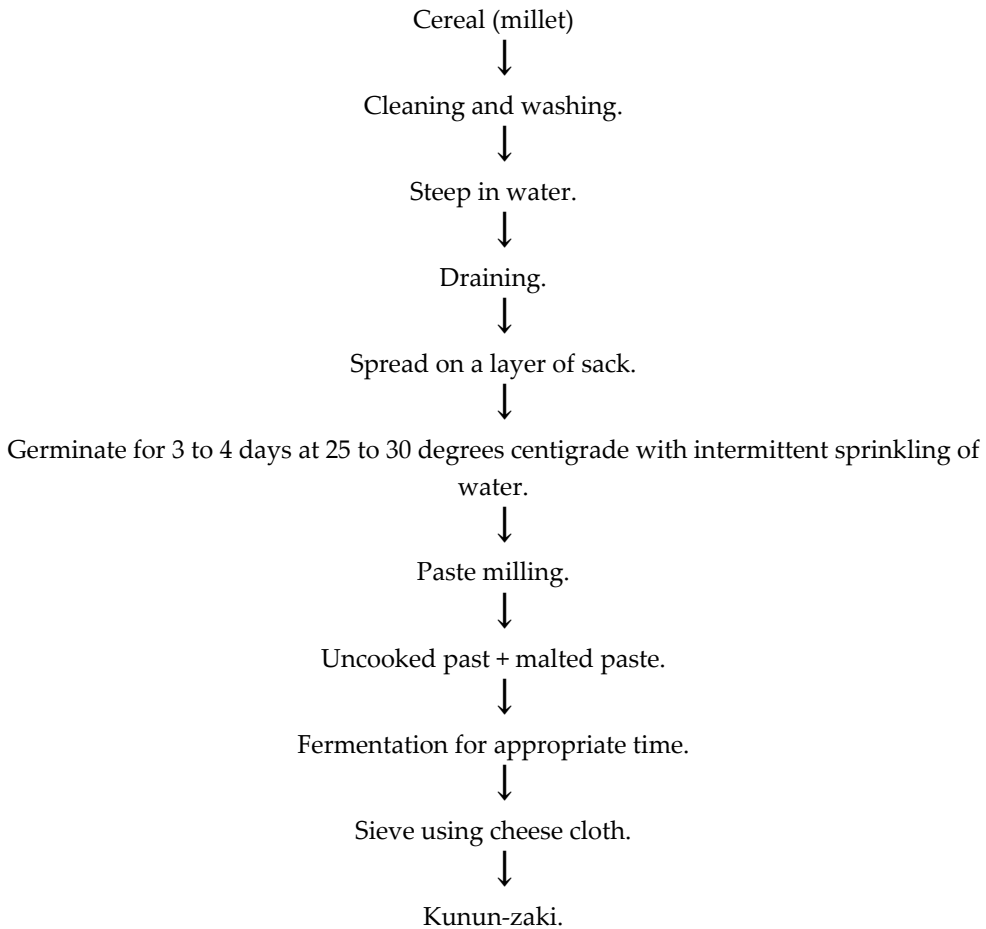 Cereal (millet)
Cleaning and washing.
Steep in water.
Draining.
Spread on a layer of sack.
Germinate for 3 to 4 days at 25 to 30 degrees centigrade with intermittent sprinkling of
water.
Paste milling.
Uncooked past + malted paste.
Fermentation for appropriate time.
Sieve using cheese cloth.
Kunun-zaki.